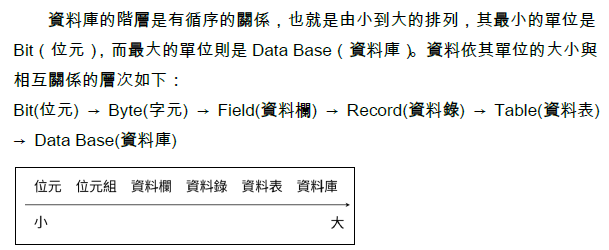 資料庫的階層是有循序的關係，也就是由小到大的排列，其最小的單位是
Bit（位元），而最大的單位則是 Data Base（資料庫）。資料依其單位的大小與
相互關係的層次如下：
Bit(位元) → Byte(字元) → Field(資料欄) → Record(資料錄) → Table(資料表)
→ Data Base(資料庫)
位元 位元組 資料欄 資料錄 資料表 資料庫
小 大